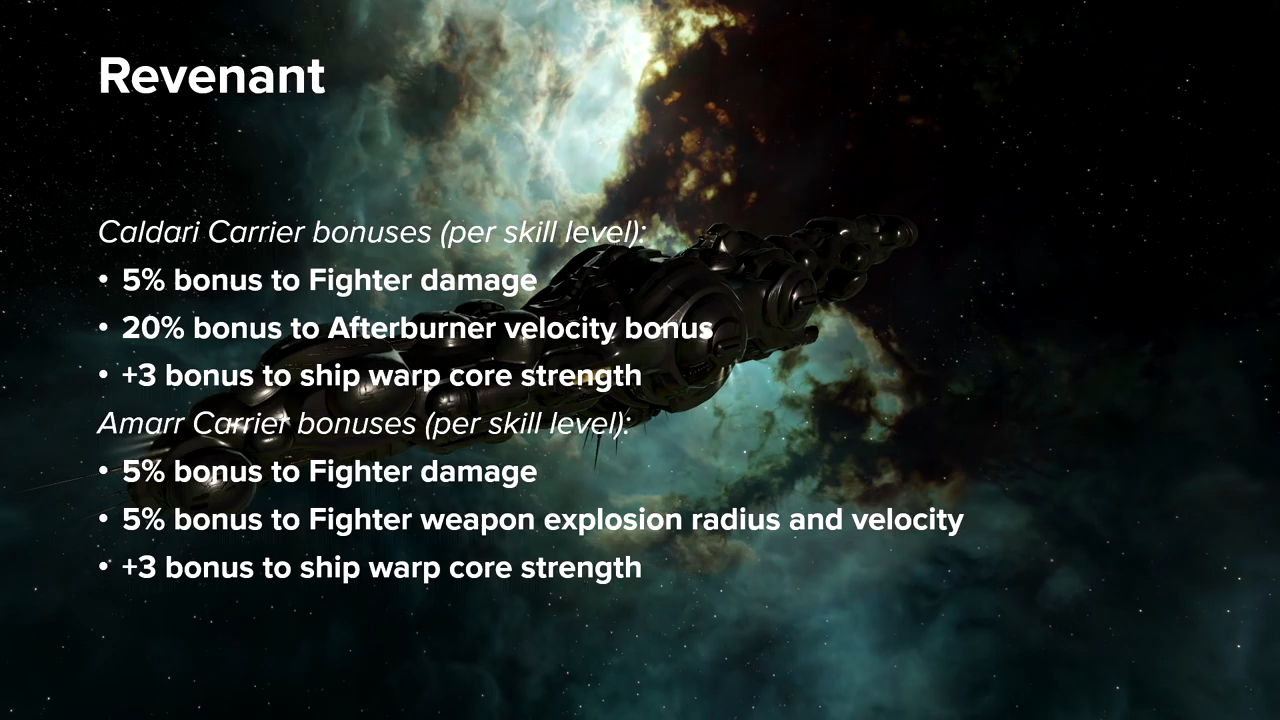 Revenant
Caldari Carrier bonuses (per skill level):
• 5% bonus to Fighter damage
• 20% bonus to Afterburner velocity bonus
• +3 bonus to ship warp core strength
Amarr Carrier bonuses (per skill level):
• 5% bonus to Fighter damage
• 5% bonus to Fighter weapon explosion radius and velocity
• +3 bonus to ship warp core strength